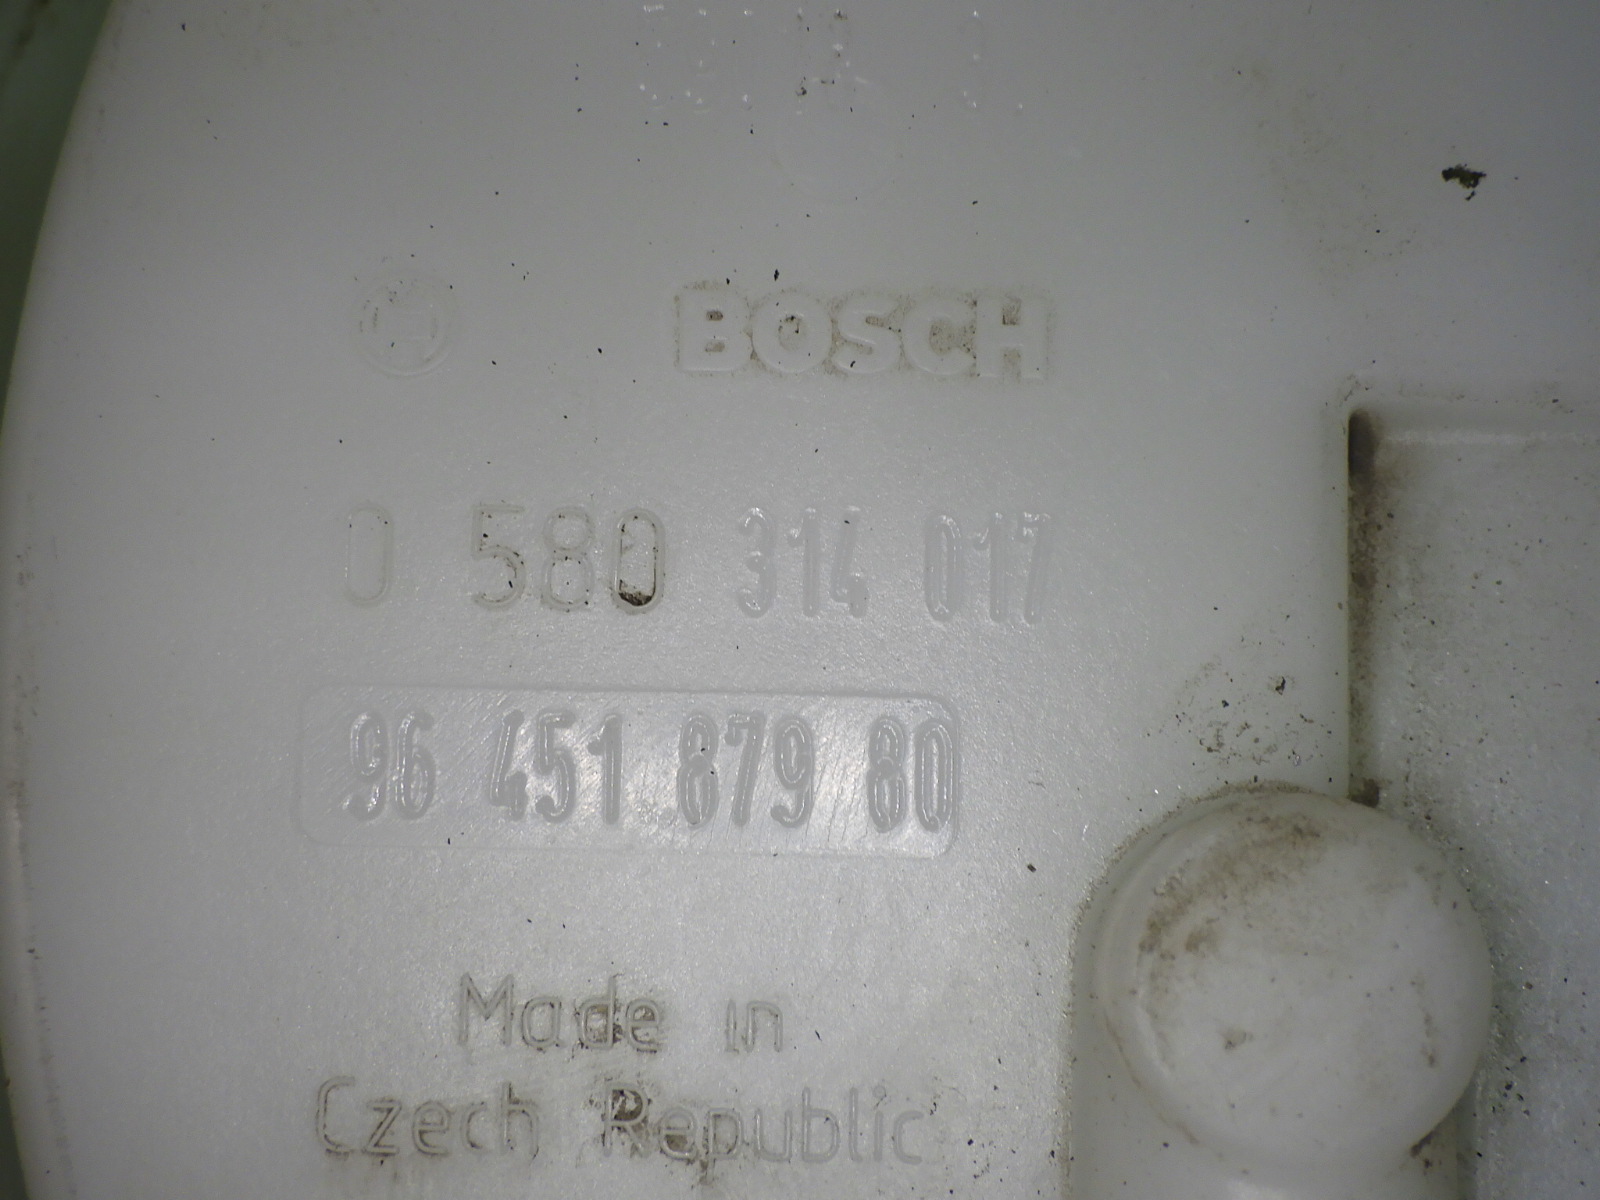 BOSCH
0 580 314 017
96 451 879 80
Made in
Czech Republic